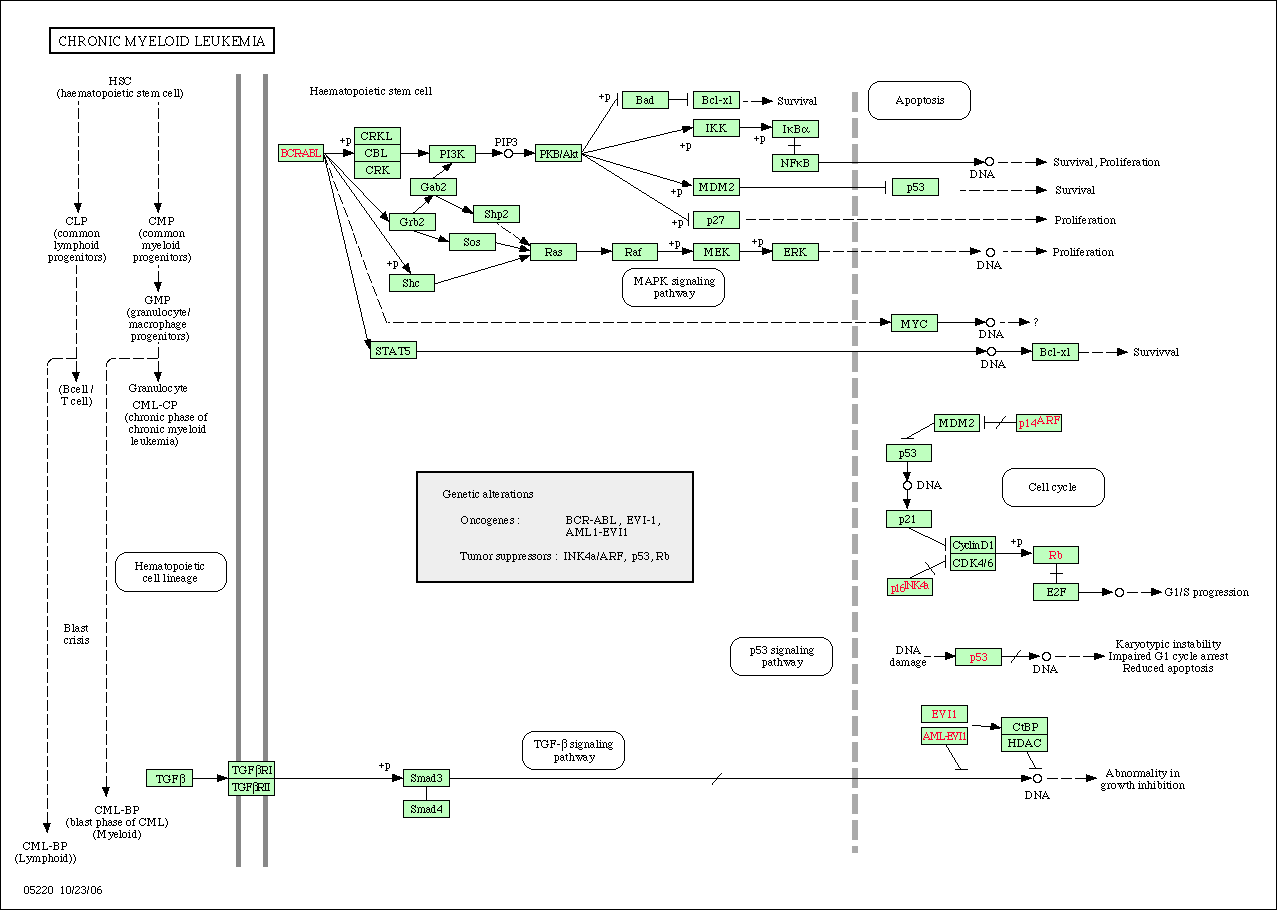 CHRONIC MYELOID LEUKEMIA
HSC
(haematopoietic stem cell)
CLP
(common
lymphoid
progenitors)
CMP
(common
myeloid
progenitors)
GMP
(granulocyte/
macrophage
progenitors)
(Bcell /
T cell)
Granulocyte
CML-CP
(chronic phase of
chronic myeloid
leukemia)
Hematopoietic
cell lineage
Blast
crisis
CML-BP
(blast phase of CML)
(Myeloid)
CML-BP
(Lymphoid))
Haematopoietic stem cell
BCR-ABL
+p
CRKL
CBL
CRK
PI3K
PIP3
PKB/Akt
Gab2
Grb2
Shp2
Sos
+p
Shc
STAT5
Ras
Raf
+p
MEK
+p
ERK
MAPK signaling
pathway
+p
Bad
Bcl-xl
Survival
+p
IKK
+p
IκBα
NFκB
DNA
Survival, Proliferation
+p
MDM2
p53
Survival
+p
p27
Proliferation
DNA
Proliferation
MYC
DNA
?
DNA
Bcl-xl
Survivval
Apoptosis
MDM2
p14ARF
p53
DNA
p21
Cell cycle
CyclinD1
CDK4/6
p16INK4a
+p
Rb
E2F
G1/S progression
Genetic alterations
Oncogenes : BCR-ABL , EVI-1,
AML1-EVI1
Tumor suppressors : INK4a/ARF, p53, Rb
p53 signaling
pathway
DNA
damage
p53
DNA
Karyotypic instability
Impaired G1 cycle arrest
Reduced apoptosis
EVI1
AML-EVI1
CtBP
HDAC
TGF-β signaling
pathway
TGFβ
TGFβRI
TGFβRII
+p
Smad3
Smad4
DNA
Abnormality in
growth inhibition
05220 10/23/06